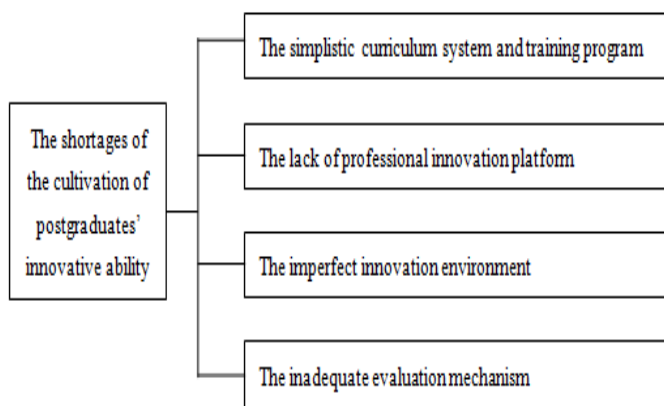 The shortages of
the cultivation of
postgraduates'
innovative ability
The simplistic curriculum system and training program
The lack of professional innovation platform
The imperfect innovation environment
The inadequate evaluation mechanism